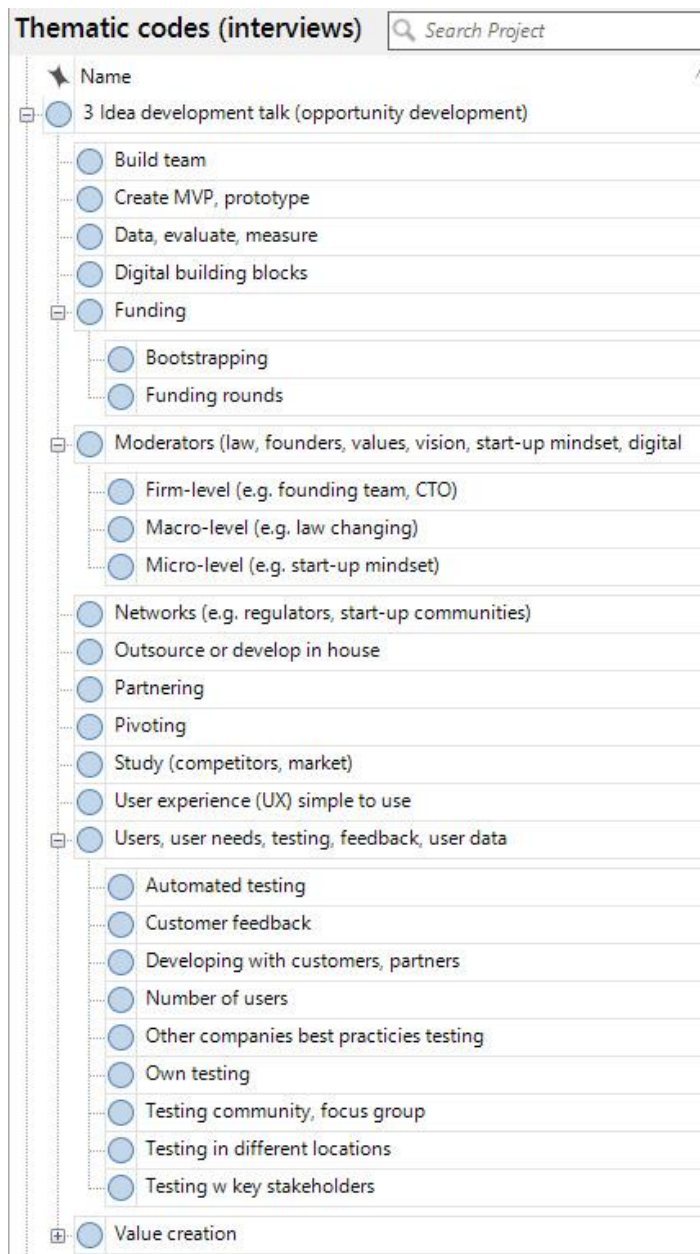 Thematic codes (interviews)
Search Project
Name
3 Idea development talk (opportunity development)
Build team
Create MVP, prototype
Data, evaluate, measure
Digital building blocks
Funding
Bootstrapping
Funding rounds
Moderators (law, founders, values, vision, start-up mindset, digital
Firm-level (e.g. founding team, CTO)
Macro-level (e.g. law changing)
Micro-level (e.g. start-up mindset)
Networks (e.g. regulators, start-up communities)
Outsource or develop in house
Partnering
Pivoting
Study (competitors, market)
User experience (UX) simple to use
Users, user needs, testing, feedback, user data
Automated testing
Customer feedback
Developing with customers, partners
Number of users
Other companies best practicies testing
Own testing
Testing community, focus group
Testing in different locations
Testing w key stakeholders
Value creation